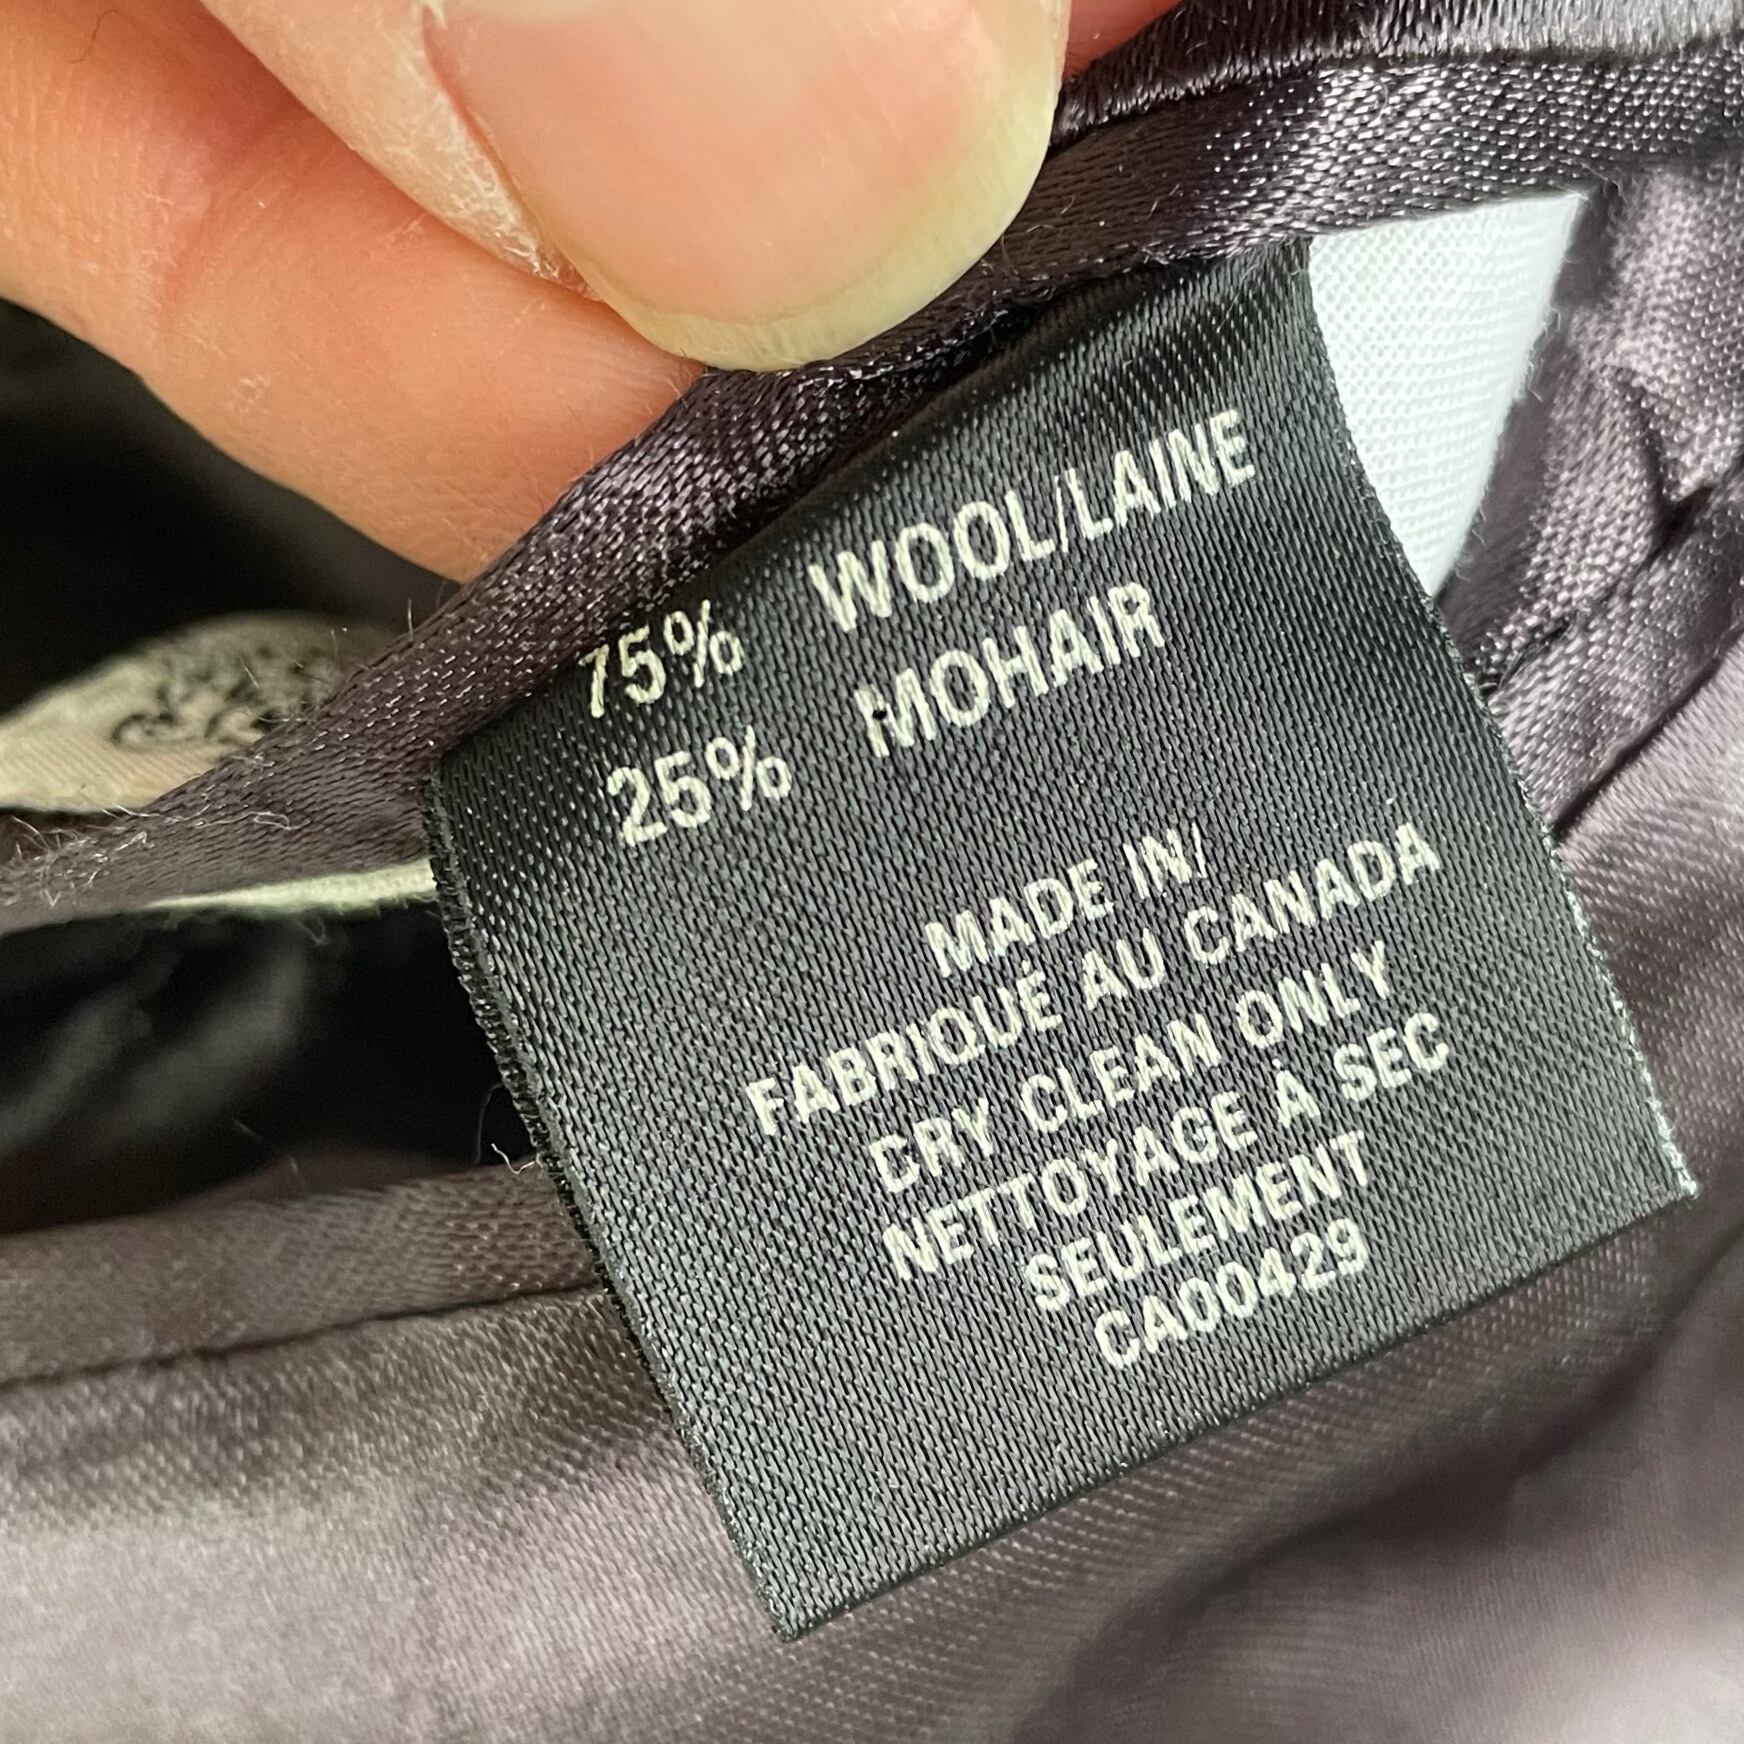 75% WOOL/LAINE
25% MOHAIR
MADE IN/
FABRIQUÉ AU CANADA
DRY CLEAN ONLY
NETTOYAGE À SEC
SEULEMENT
CA00429